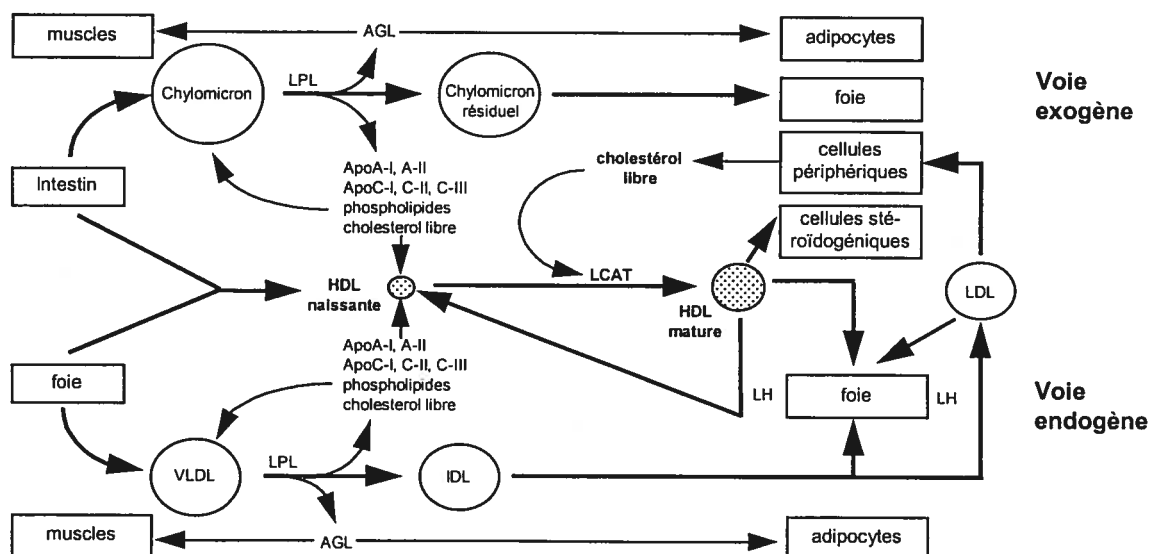 muscles
AGL
adipocytes
Chylomicron
LPL
Chylomicron
résiduel
foie
Voie
exogène
Intestin
ApoA-I, A-II
ApoC-I, C-II, C-III
phospholipides
cholesterol libre
cholestérol
libre
cellules
périphériques
cellules sté-
roïdogéniques
HDL
naissante
LCAT
HDL
mature
LDL
foie
ApoA-I, A-II
ApoC-I, C-II, C-III
phospholipides
cholesterol libre
LH
foie
LH
Voie
endogène
VLDL
LPL
IDL
muscles
AGL
adipocytes